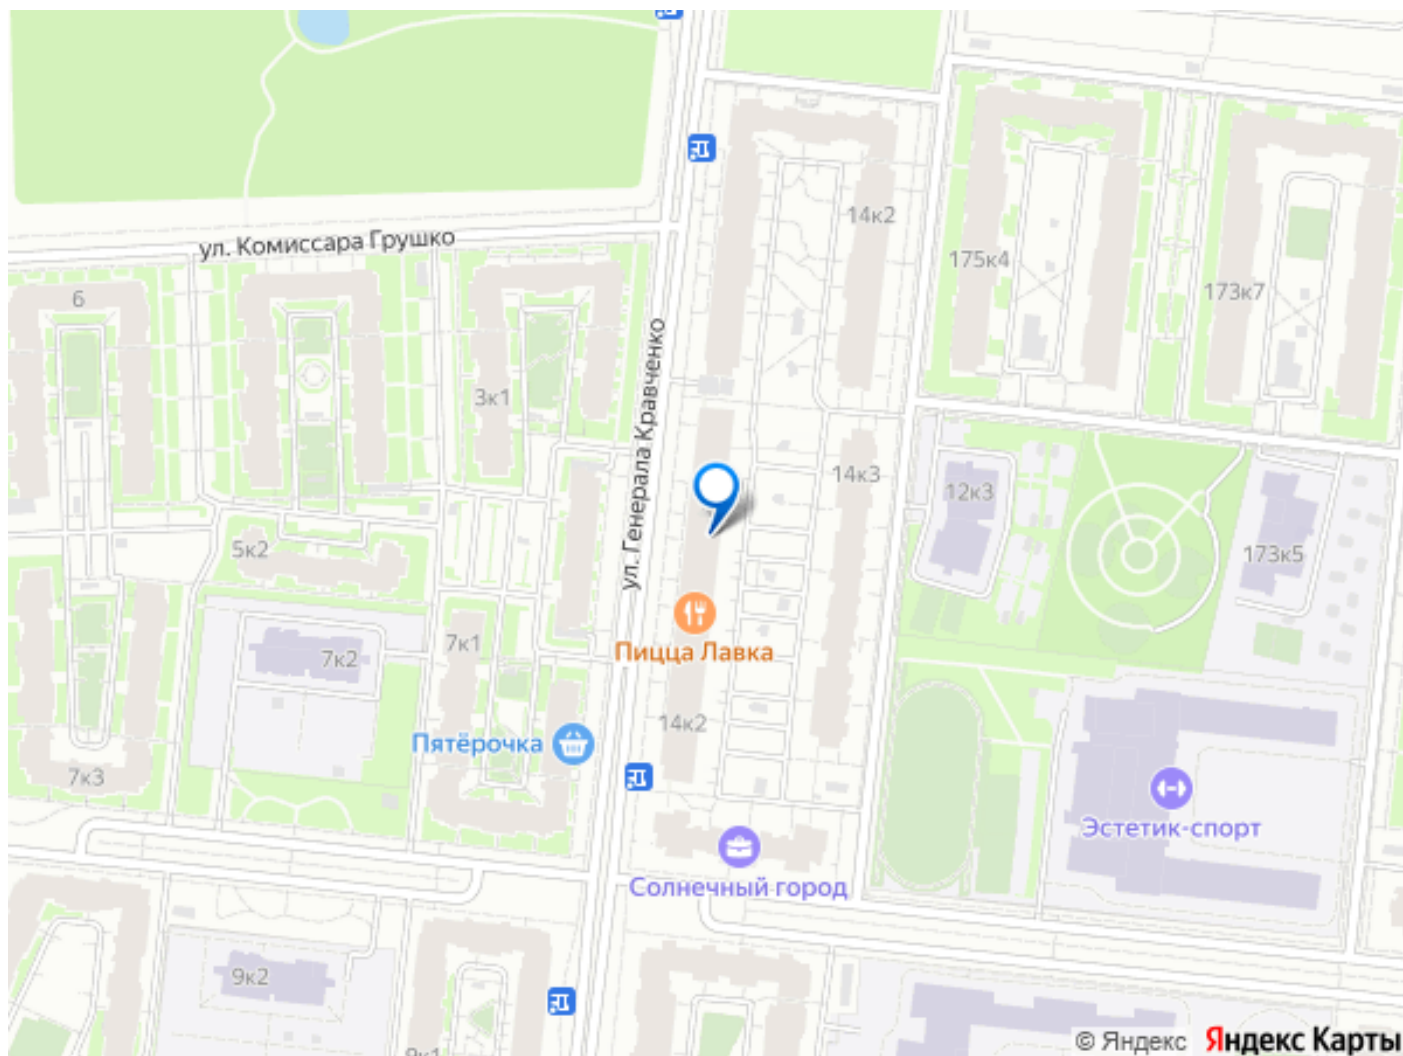 14к2
ул. Комиссара Грушко
175к4
173к7
6
3к1
ул. Генерала Кравченко
14к3
12к3
173к5
5к2
7к1
7к2
Пицца Лавка
14к2
Пятёрочка
7к3
Эстетик-спорт
Солнечный город
9к2
9к1
© Яндекс Яндекс Карты